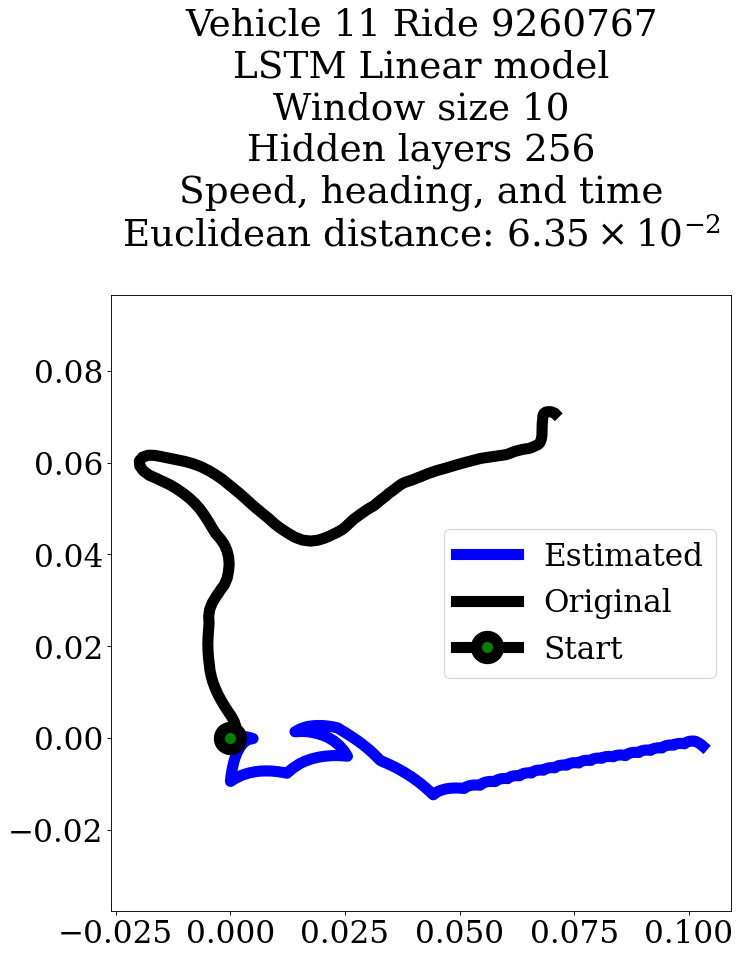 Vehicle 11 Ride 9260767
LSTM Linear model
Window size 10
Hidden layers 256
Speed, heading, and time
Euclidean distance: 6.35 × 10⁻²
0.08
0.06
0.04
0.02
0.00
−0.02
Estimated
Original
Start
−0.025 0.000 0.025 0.050 0.075 0.100